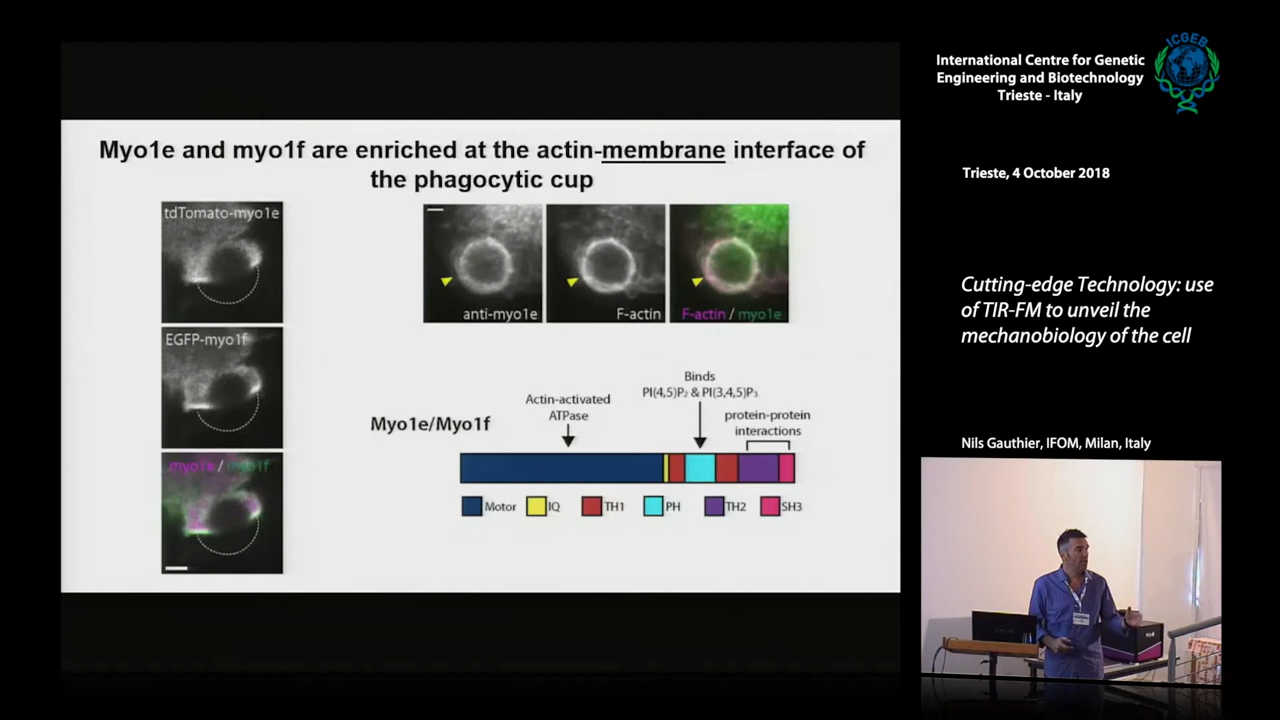 Myo1e and myo1f are enriched at the actin-membrane interface of
the phagocytic cup
tdTomato-myo1e
EGFP-myo1f
myo1e / myo1f
anti-myo1e
F-actin
F-actin / myo1e
Myo1e/Myo1f
Actin-activated
ATPase
Binds
PI(4,5)P₂ & PI(3,4,5)P₃
protein-protein
interactions
Motor
IQ
TH1
PH
TH2
SH3
International Centre for Genetic
Engineering and Biotechnology
Trieste - Italy
ICGEB
Trieste, 4 October 2018
Cutting-edge Technology: use
of TIR-FM to unveil the
mechanobiology of the cell
Nils Gauthier, IFOM, Milan, Italy